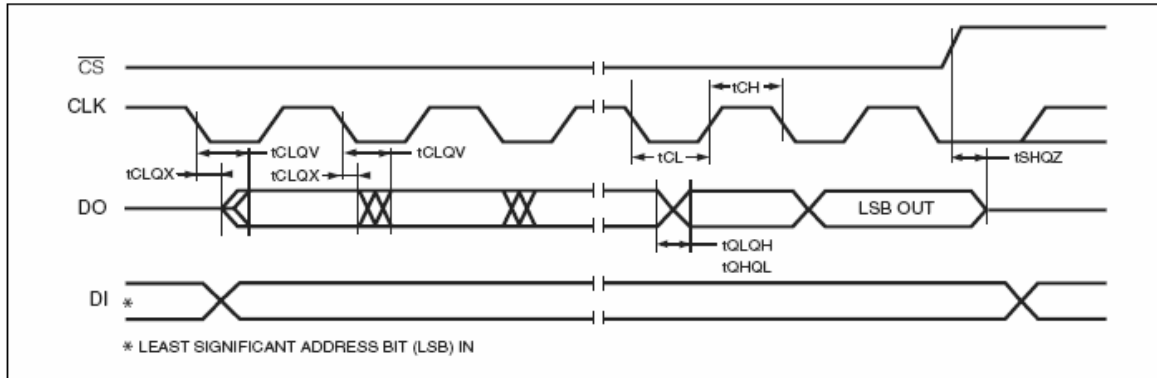 CS
CLK
tCH
tCLQV
tCLQV
tCL
tSHQZ
tCLQX
tCLQX
DO
LSB OUT
tQLQH
tQHQL
DI *
* LEAST SIGNIFICANT ADDRESS BIT (LSB) IN